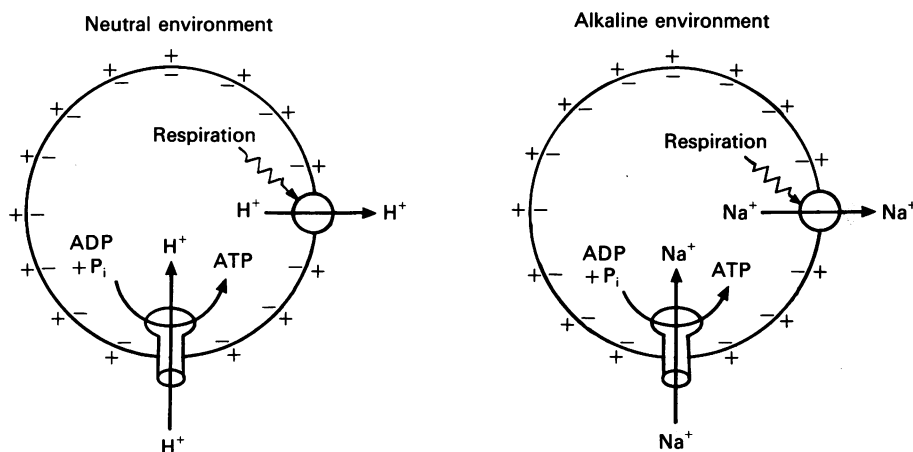 Neutral environment
Respiration
H⁺
H⁺
ADP
+Pᵢ
H⁺
ATP
H⁺
Alkaline environment
Respiration
Na⁺
Na⁺
ADP
+Pᵢ
Na⁺
ATP
Na⁺